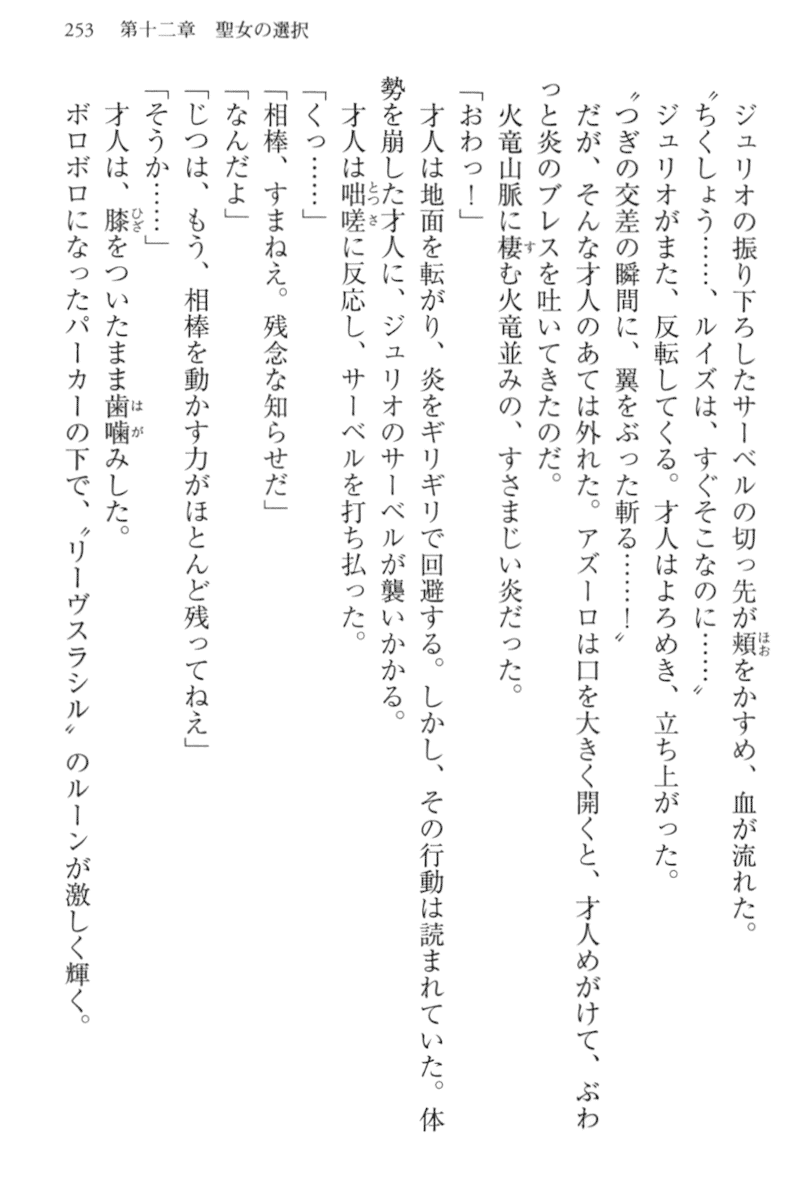 253　第十二章　聖女の選択
ジュリオの振り下ろしたサーベルの切っ先が頬をかすめ、血が流れた。
〝ちくしょう……、ルイズは、すぐそこなのに……〟
ジュリオがまた、反転してくる。才人はよろめき、立ち上がった。
〝つぎの交差の瞬間に、翼をぶった斬る……！〟
だが、そんな才人のあては外れた。アズーロは口を大きく開くと、才人めがけて、ぶわ
っと炎のブレスを吐いてきたのだ。
火竜山脈に棲む火竜並みの、すさまじい炎だった。
「おわっ！」
才人は地面を転がり、炎をギリギリで回避する。しかし、その行動は読まれていた。体
勢を崩した才人に、ジュリオのサーベルが襲いかかる。
才人は咄嗟に反応し、サーベルを打ち払った。
「くっ……」
「相棒、すまねえ。残念な知らせだ」
「なんだよ」
「じつは、もう、相棒を動かす力がほとんど残ってねえ」
「そうか……」
才人は、膝をついたまま歯噛みした。
ボロボロになったパーカーの下で、〝リーヴスラシル〟のルーンが激しく輝く。